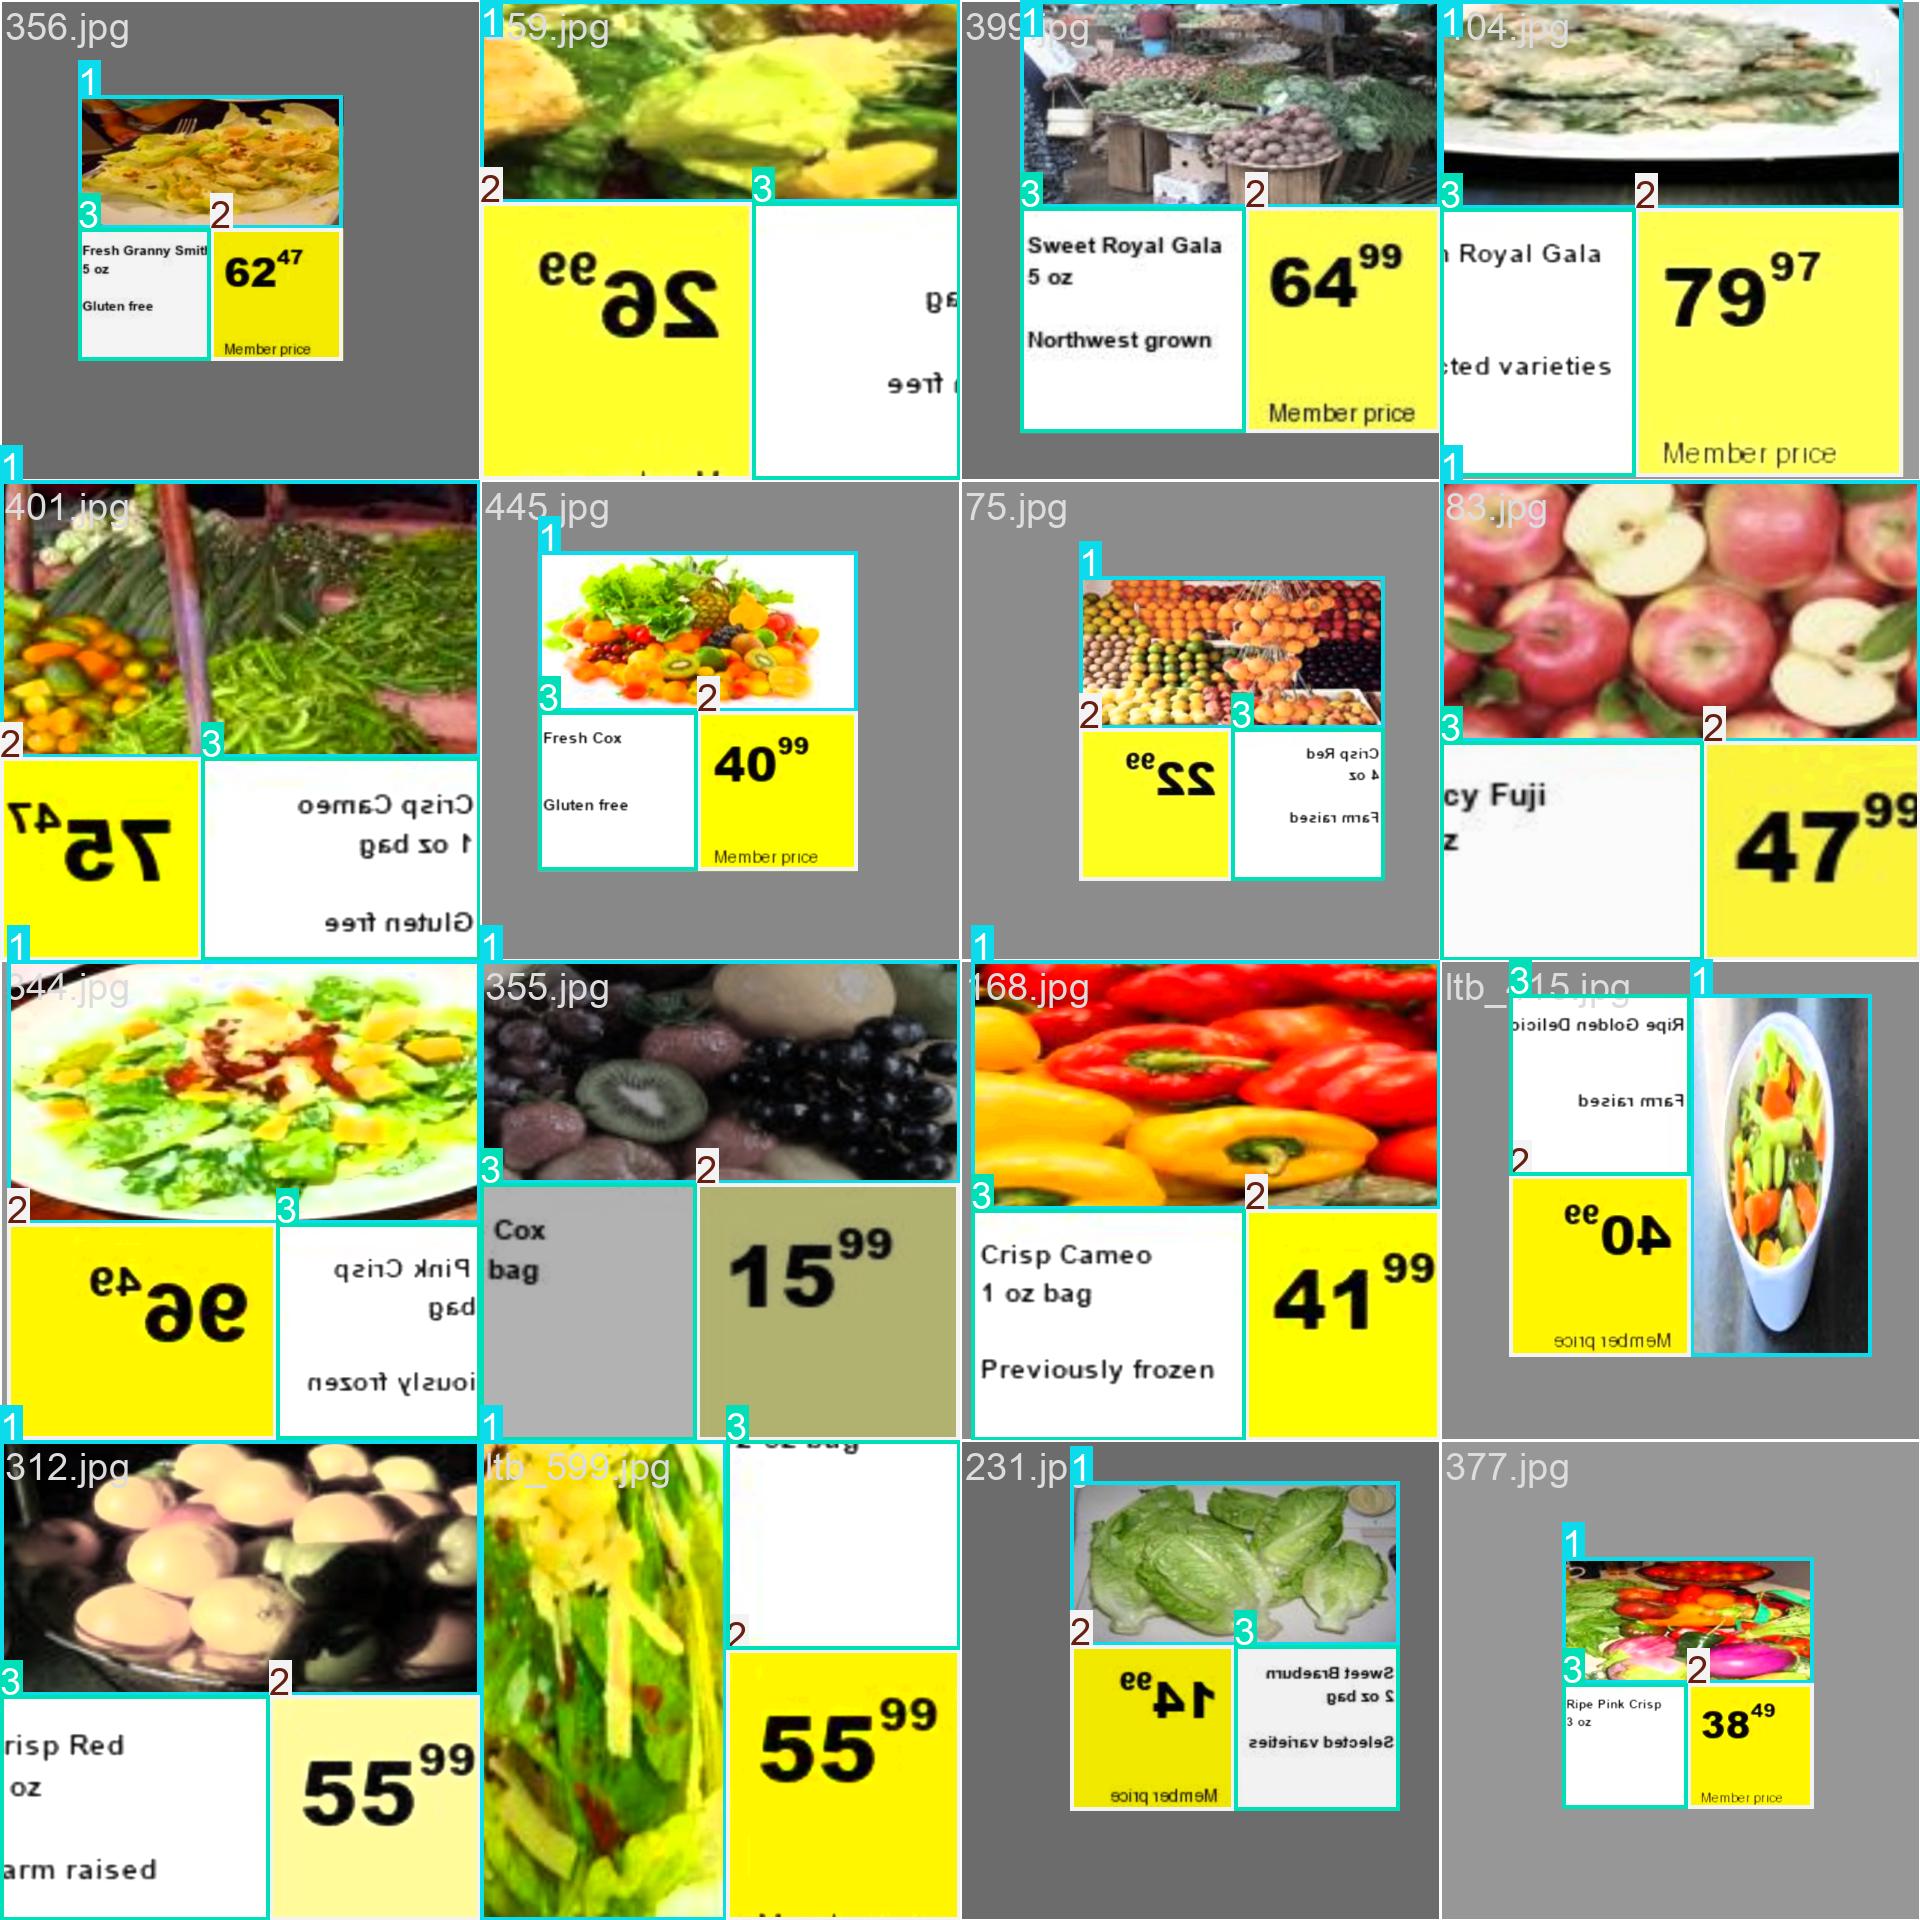 356.jpg
1
3
2
Fresh Granny Smith
5 oz
Gluten free
62 47
Member price
1
59.jpg
2
3
26 99
ag
free
399.jpg
1
3
2
Sweet Royal Gala
5 oz
Northwest grown
64 99
Member price
1
04.jpg
3
2
Royal Gala
cted varieties
79 97
Member price
1
401.jpg
2
3
75 47
Crisp Cameo
1 oz bag
Gluten free
445.jpg
1
3
2
Fresh Cox
Gluten free
40 99
Member price
75.jpg
1
2
3
22 99
Crisp Red
4 oz
Farm raised
1
83.jpg
3
2
cy Fuji
z
47 99
1
344.jpg
2
3
96 49
Pink Crisp
bag
iously frozen
1
355.jpg
3
2
Cox
bag
15 99
1
168.jpg
3
2
Crisp Cameo
1 oz bag
Previously frozen
41 99
ltb_415.jpg
3
1
Ripe Golden Delicio
Farm raised
2
40 99
Member price
1
312.jpg
3
2
risp Red
oz
arm raised
55 99
1
ltb_599.jpg
3
2 oz bag
2
55 99
231.jpg
1
2
3
14 99
Member price
Sweet Braeburn
2 oz bag
Selected varieties
377.jpg
1
3
2
Ripe Pink Crisp
3 oz
38 49
Member price